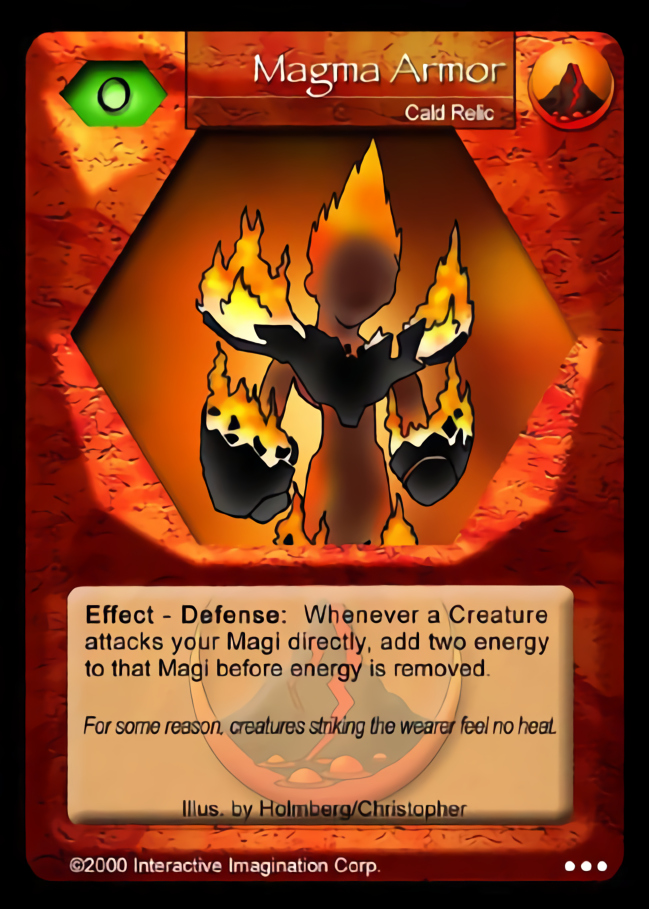 0
Magma Armor
Cald Relic
Effect - Defense: Whenever a Creature
attacks your Magi directly, add two energy
to that Magi before energy is removed.
For some reason, creatures striking the wearer feel no heat.
Illus. by Holmberg/Christopher
©2000 Interactive Imagination Corp.